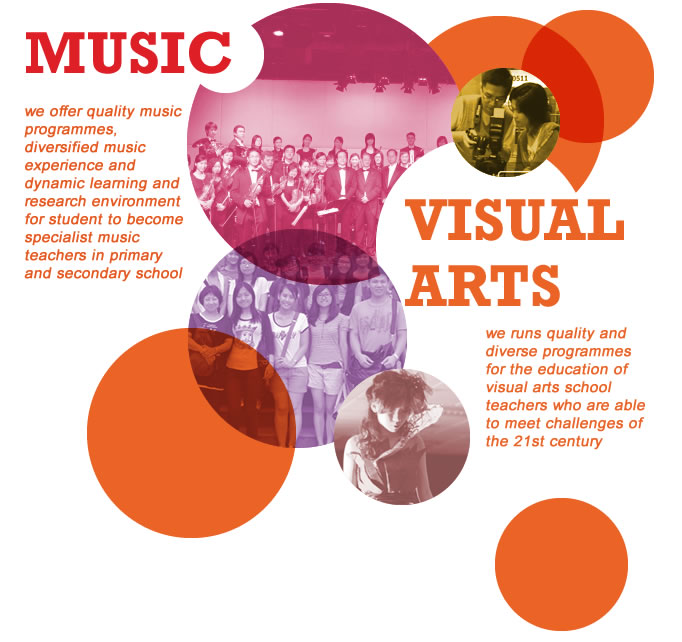 MUSIC
we offer quality music
programmes,
diversified music
experience and
dynamic learning and
research environment
for student to become
specialist music
teachers in primary
and secondary school
0511
VISUAL
ARTS
we runs quality and
diverse programmes
for the education of
visual arts school
teachers who are able
to meet challenges of
the 21st century